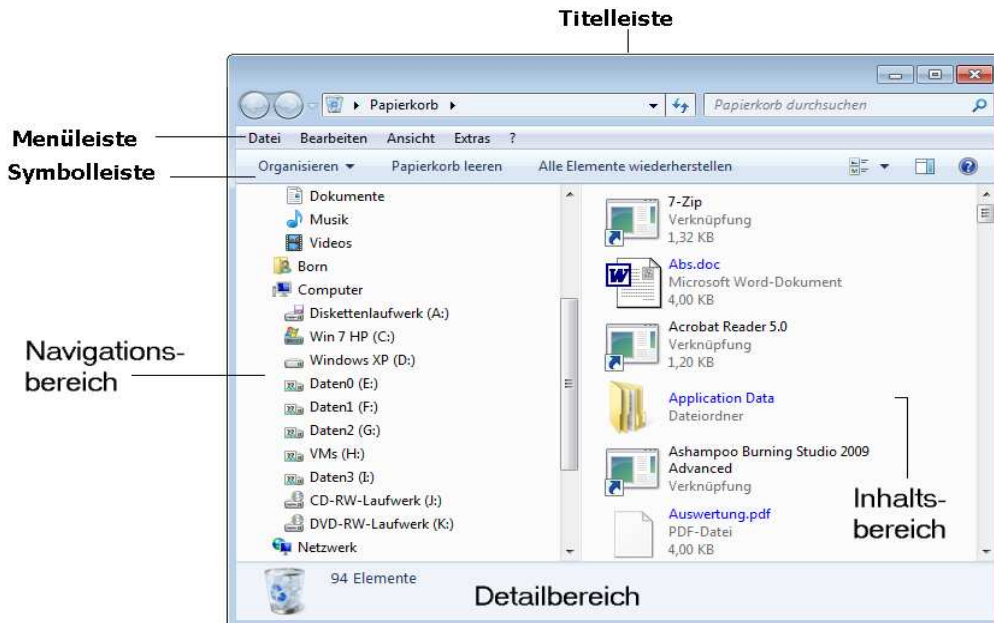 Titelleiste
Papierkorb
Papierkorb durchsuchen
Menüleiste
Datei Bearbeiten Ansicht Extras ?
Symbolleiste
Organisieren Papierkorb leeren Alle Elemente wiederherstellen
Dokumente
Musik
Videos
Born
Computer
Diskettenlaufwerk (A:)
Win 7 HP (C:)
Windows XP (D:)
Daten0 (E:)
Daten1 (F:)
Daten2 (G:)
VMs (H:)
Daten3 (I:)
CD-RW-Laufwerk (J:)
DVD-RW-Laufwerk (K:)
Netzwerk
Navigations-
bereich
7-Zip
Verknüpfung
1,32 KB
Abs.doc
Microsoft Word-Dokument
4,00 KB
Acrobat Reader 5.0
Verknüpfung
1,20 KB
Application Data
Dateiordner
Ashampoo Burning Studio 2009
Advanced
Verknüpfung
Auswertung.pdf
PDF-Datei
4,00 KB
Inhalts-
bereich
94 Elemente
Detailbereich